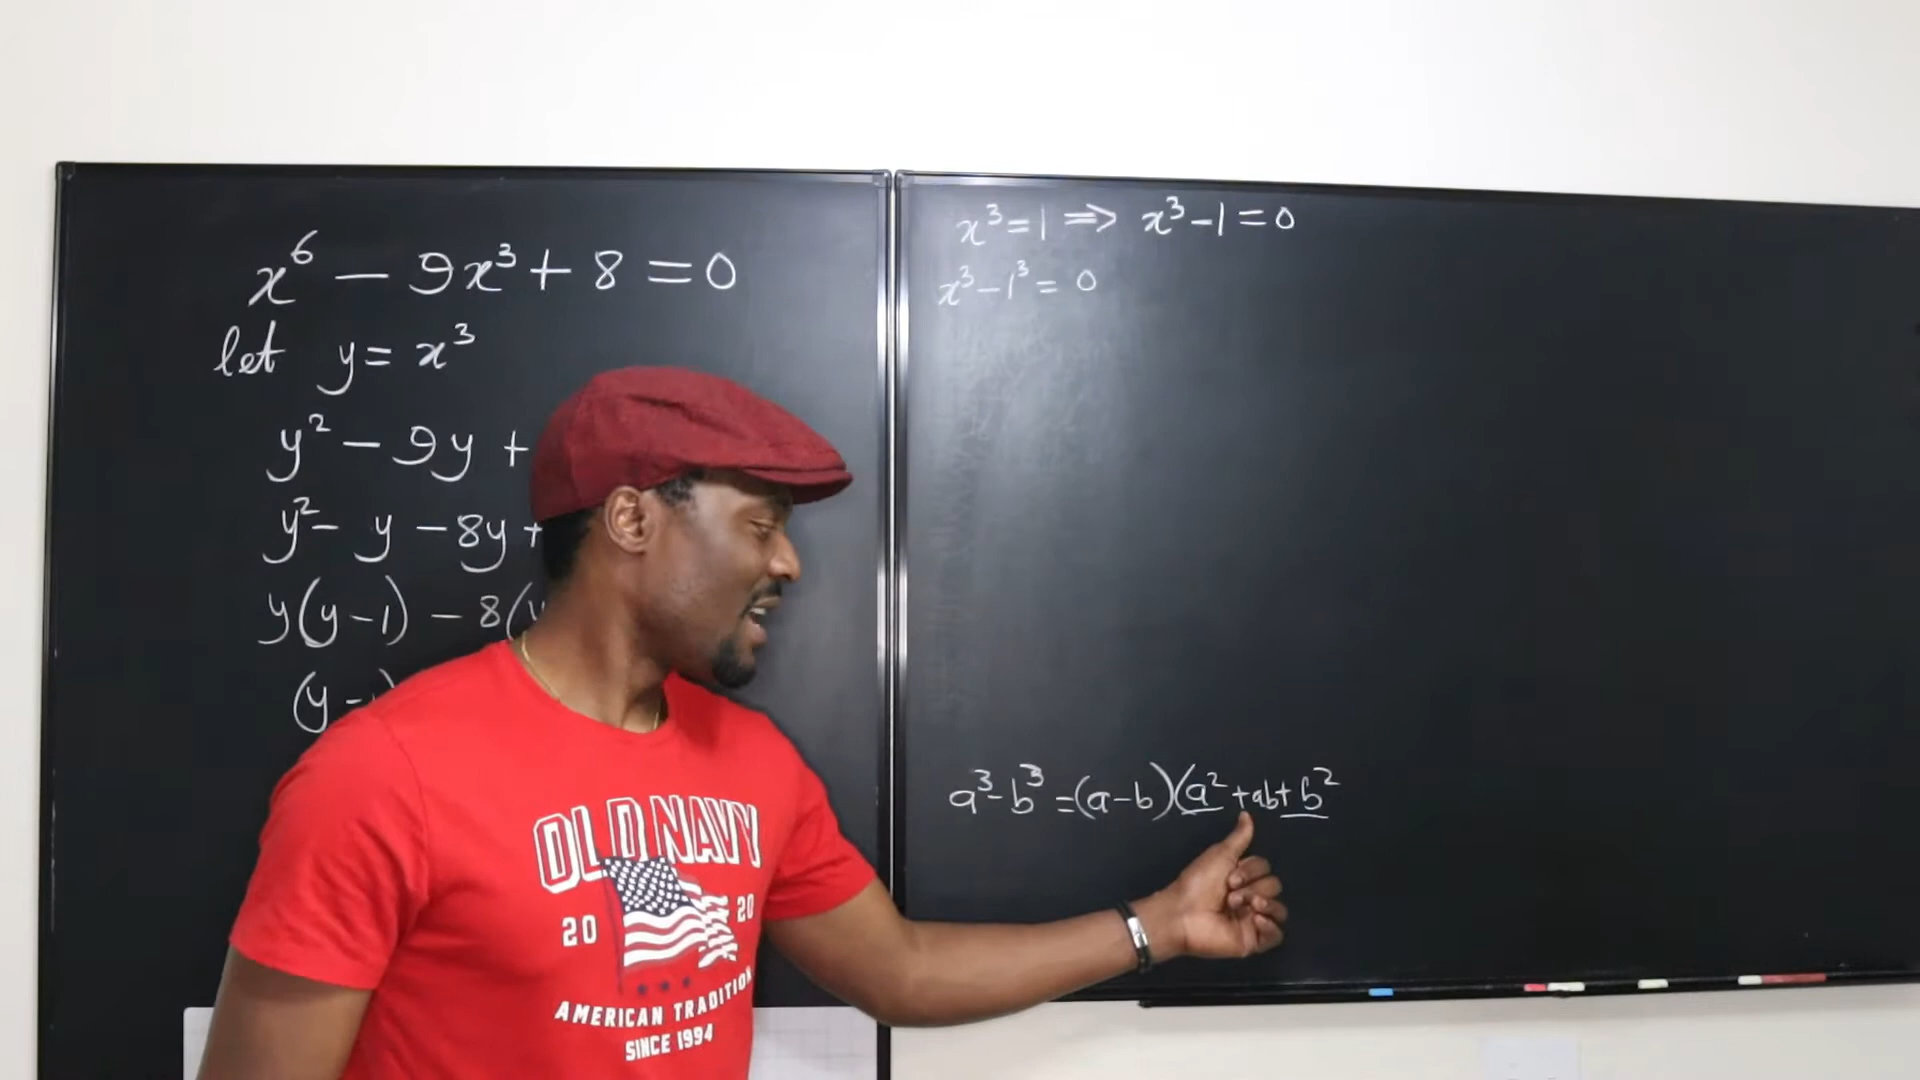 x⁶ − 9x³ + 8 = 0
let y = x³
y² − 9y +
y² − y − 8y +
y(y−1) − 8(y
(y −
x³ = 1 ⇒ x³ − 1 = 0
x³ − 1³ = 0
a³ − b³ = (a − b)(a² + ab + b²
OLD NAVY
20 20
AMERICAN TRADITION
SINCE 1994